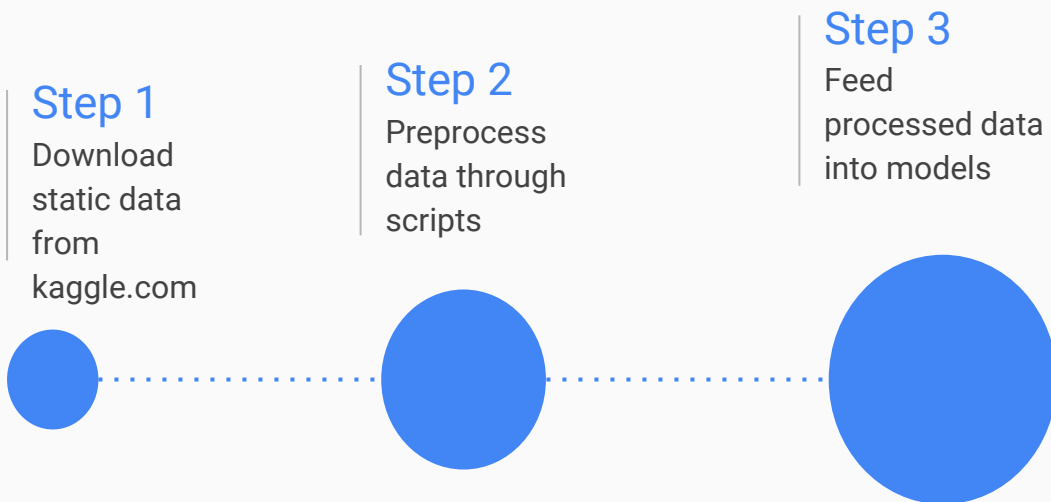 Step 1
Download
static data
from
kaggle.com
Step 2
Preprocess
data through
scripts
Step 3
Feed
processed data
into models